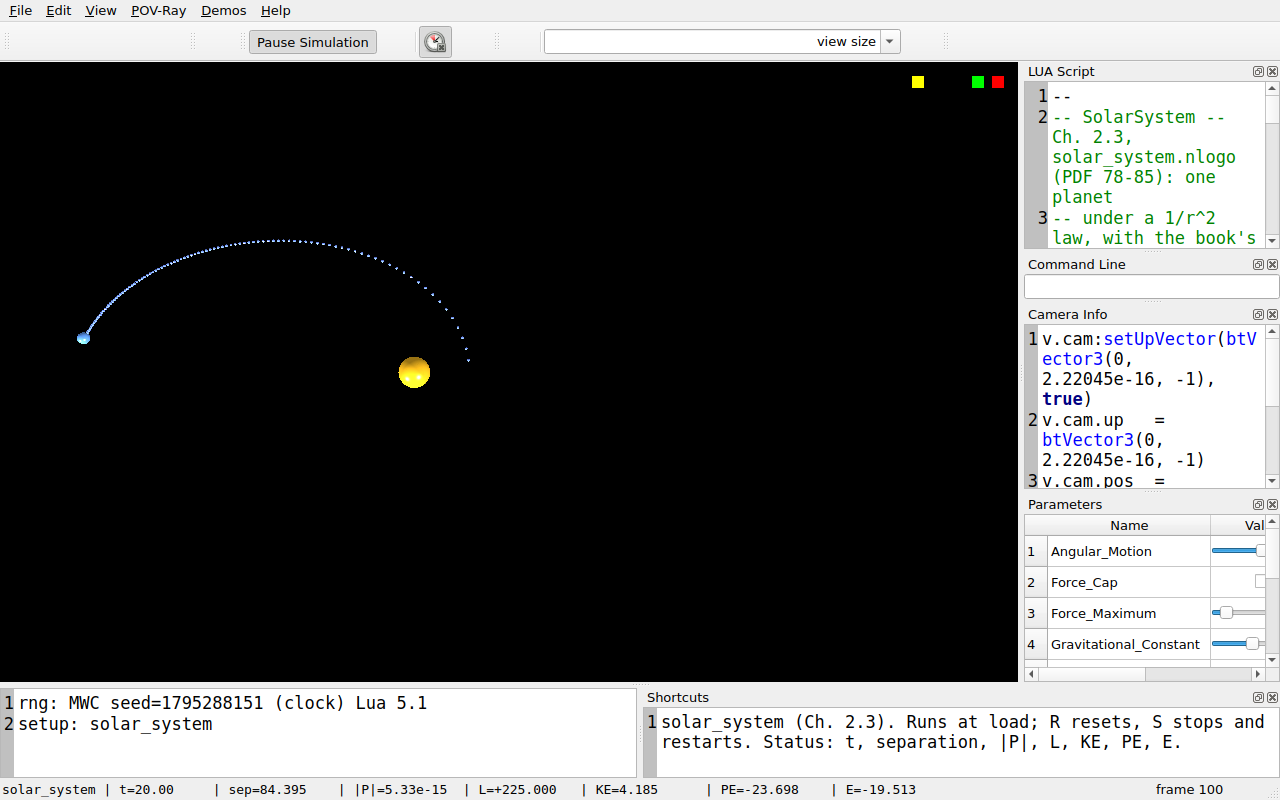 File Edit View POV-Ray Demos Help
Pause Simulation
view size
LUA Script
1 --
2 -- SolarSystem --
Ch. 2.3,
solar_system.nlogo
(PDF 78-85): one
planet
3 -- under a 1/r^2
law, with the book's
Command Line
Camera Info
1 v.cam:setUpVector(btV
ector3(0,
2.22045e-16, -1),
true)
2 v.cam.up   =
btVector3(0,
2.22045e-16, -1)
3 v.cam.pos  =
Parameters
Name Val
1 Angular_Motion
2 Force_Cap
3 Force_Maximum
4 Gravitational_Constant
1 rng: MWC seed=1795288151 (clock) Lua 5.1
2 setup: solar_system
Shortcuts
1 solar_system (Ch. 2.3). Runs at load; R resets, S stops and
restarts. Status: t, separation, |P|, L, KE, PE, E.
solar_system | t=20.00 | sep=84.395 | |P|=5.33e-15 | L=+225.000 | KE=4.185 | PE=-23.698 | E=-19.513 frame 100